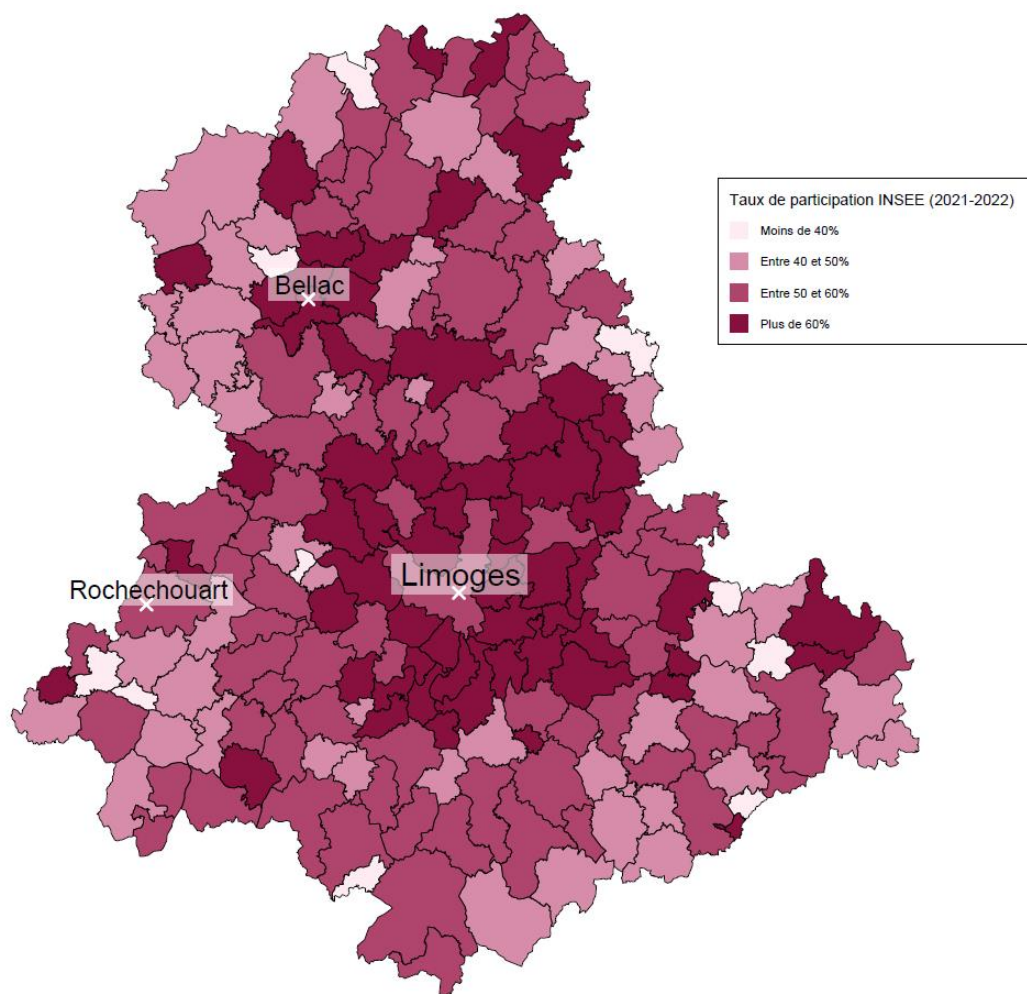 Taux de participation INSEE (2021-2022)
Moins de 40%
Entre 40 et 50%
Entre 50 et 60%
Plus de 60%
Bellac
Limoges
Rochechouart